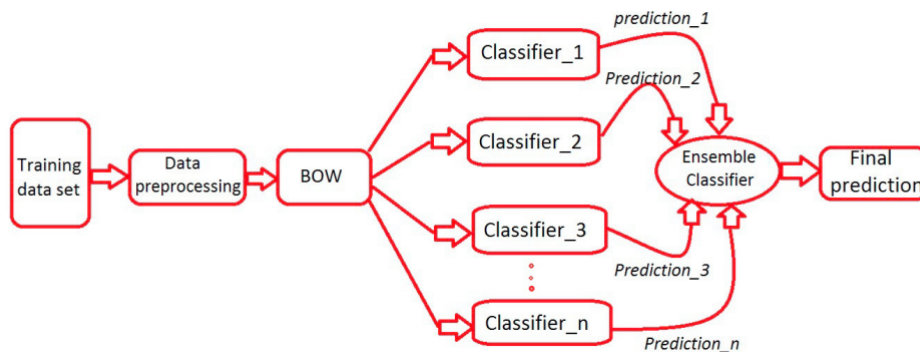 Training
data set
Data
preprocessing
BOW
Classifier_1
Classifier_2
Classifier_3
Classifier_n
prediction_1
Prediction_2
Prediction_3
Prediction_n
Ensemble
Classifier
Final
prediction